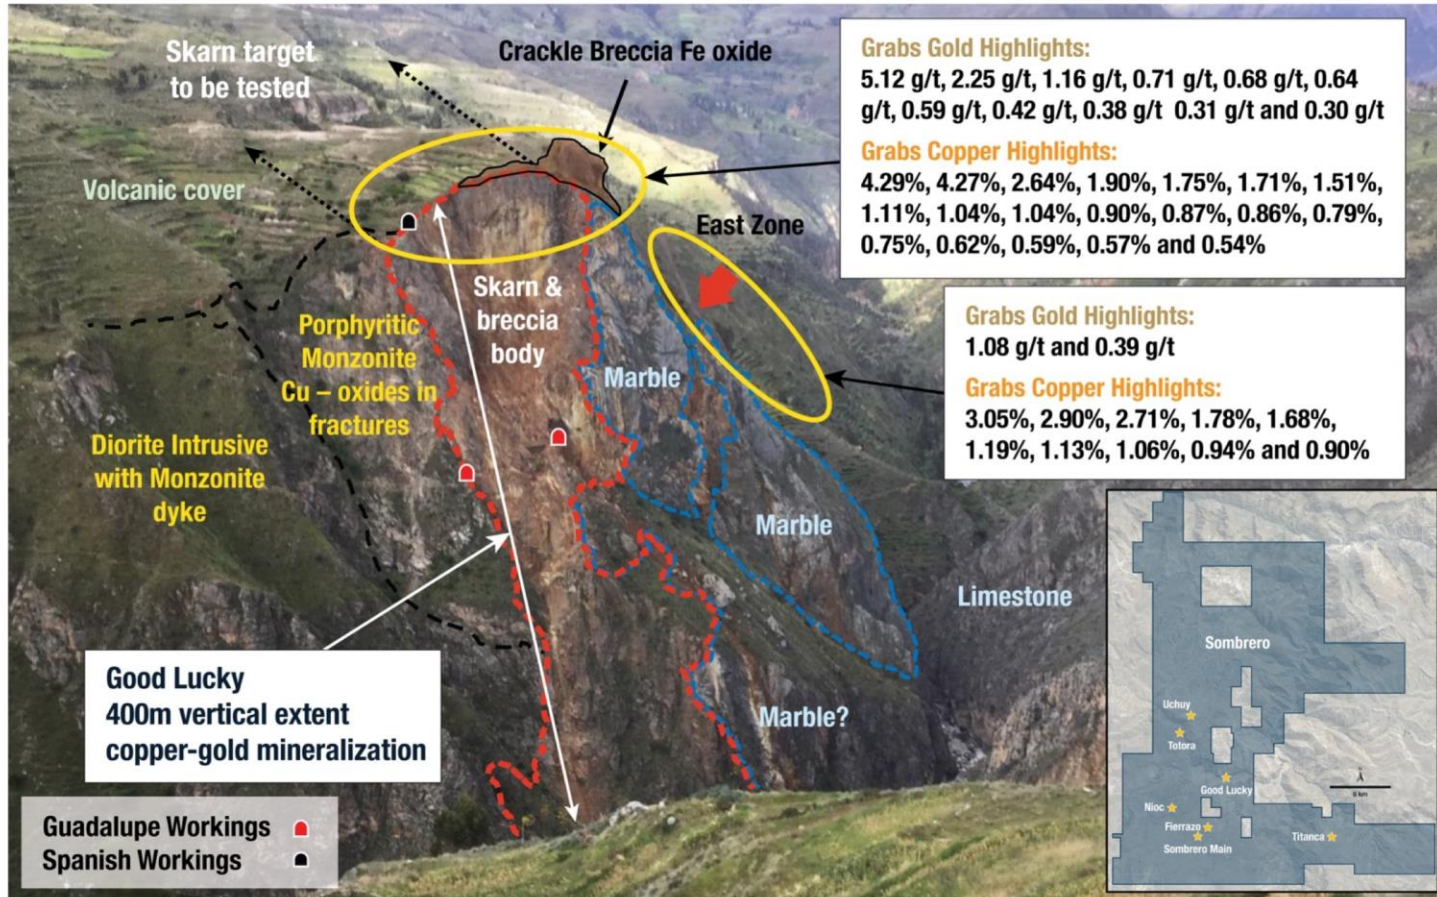 Skarn target
to be tested
Crackle Breccia Fe oxide
Grabs Gold Highlights:
5.12 g/t, 2.25 g/t, 1.16 g/t, 0.71 g/t, 0.68 g/t, 0.64
g/t, 0.59 g/t, 0.42 g/t, 0.38 g/t 0.31 g/t and 0.30 g/t
Grabs Copper Highlights:
4.29%, 4.27%, 2.64%, 1.90%, 1.75%, 1.71%, 1.51%,
1.11%, 1.04%, 1.04%, 0.90%, 0.87%, 0.86%, 0.79%,
0.75%, 0.62%, 0.59%, 0.57% and 0.54%
Volcanic cover
East Zone
Skarn &
breccia
body
Porphyritic
Monzonite
Cu – oxides in
fractures
Marble
Grabs Gold Highlights:
1.08 g/t and 0.39 g/t
Grabs Copper Highlights:
3.05%, 2.90%, 2.71%, 1.78%, 1.68%,
1.19%, 1.13%, 1.06%, 0.94% and 0.90%
Diorite Intrusive
with Monzonite
dyke
Marble
Limestone
Marble?
Good Lucky
400m vertical extent
copper-gold mineralization
Guadalupe Workings
Spanish Workings
Sombrero
Uchuy
Totora
Good Lucky
Nioc
Fierrazo
Sombrero Main
Titanca